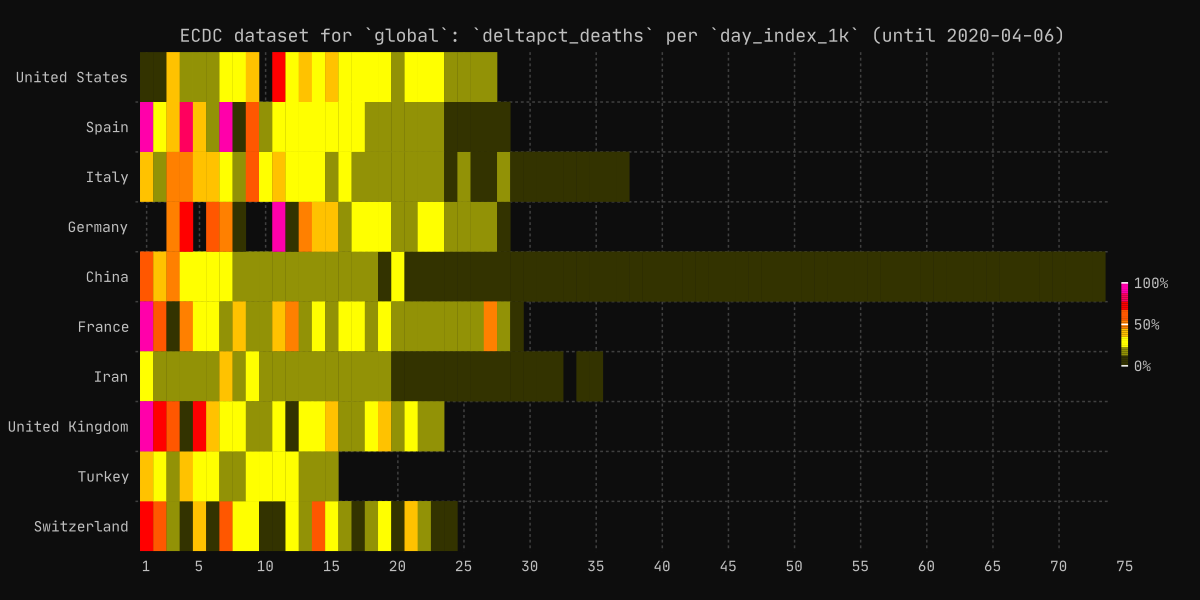 ECDC dataset for `global`: `deltapct_deaths` per `day_index_1k` (until 2020-04-06)
United States
Spain
Italy
Germany
China
France
Iran
United Kingdom
Turkey
Switzerland
100%
50%
0%
1 5 10 15 20 25 30 35 40 45 50 55 60 65 70 75